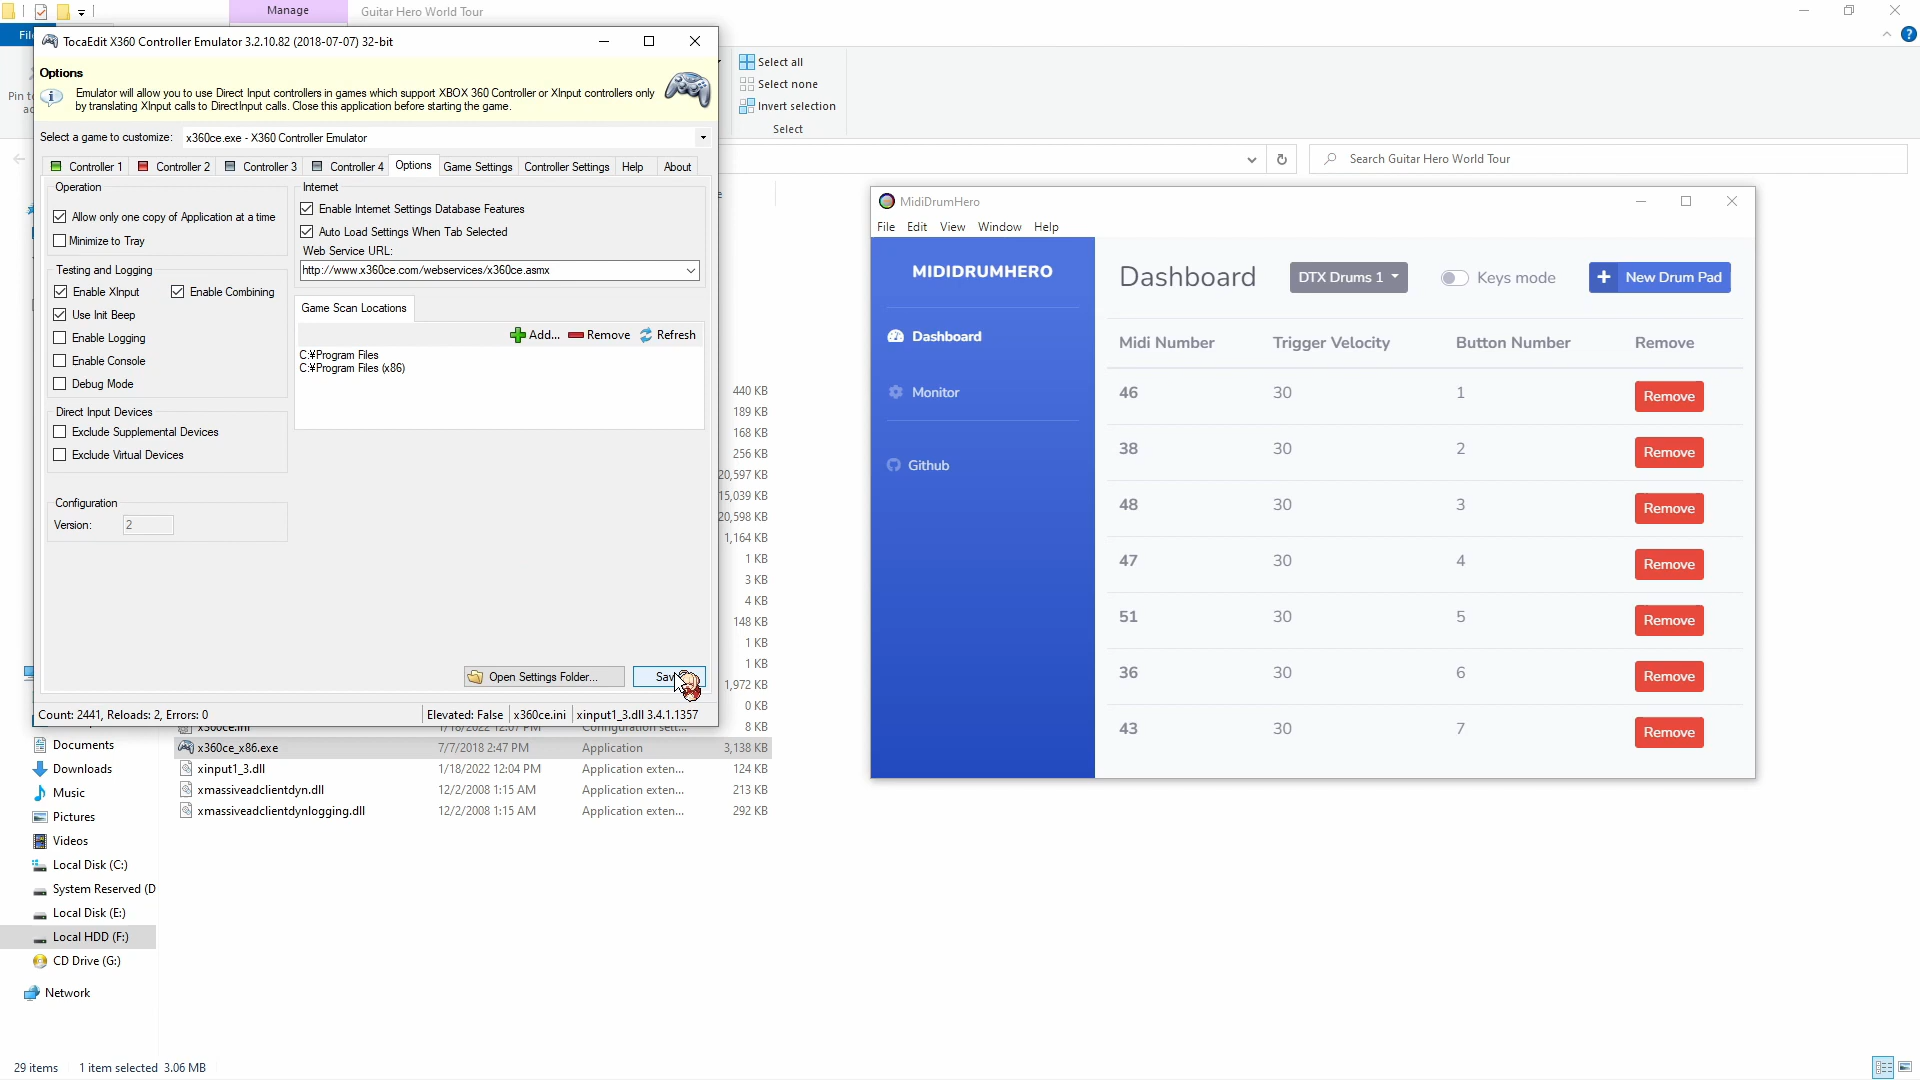 Manage
Guitar Hero World Tour
TocaEdit X360 Controller Emulator 3.2.10.82 (2018-07-07) 32-bit
Options
Emulator will allow you to use Direct Input controllers in games which support XBOX 360 Controller or XInput controllers only
by translating XInput calls to DirectInput calls. Close this application before starting the game.
Select a game to customize: x360ce.exe - X360 Controller Emulator
Controller 1 Controller 2 Controller 3 Controller 4 Options Game Settings Controller Settings Help About
Operation
Allow only one copy of Application at a time
Minimize to Tray
Testing and Logging
Enable XInput Enable Combining
Use Init Beep
Enable Logging
Enable Console
Debug Mode
Direct Input Devices
Exclude Supplemental Devices
Exclude Virtual Devices
Configuration
Version: 2
Internet
Enable Internet Settings Database Features
Auto Load Settings When Tab Selected
Web Service URL:
http://www.x360ce.com/webservices/x360ce.asmx
Game Scan Locations
Add... Remove Refresh
C:¥Program Files
C:¥Program Files (x86)
Open Settings Folder...
Count: 2441, Reloads: 2, Errors: 0 Elevated: False x360ce.ini xinput1_3.dll 3.4.1.1357
Select all
Select none
Invert selection
Select
Search Guitar Hero World Tour
440 KB
189 KB
168 KB
256 KB
20,597 KB
15,039 KB
20,598 KB
1,164 KB
1 KB
3 KB
4 KB
148 KB
1 KB
1 KB
1,972 KB
0 KB
8 KB
x360ce_x86.exe 7/7/2018 2:47 PM Application 3,138 KB
xinput1_3.dll 1/18/2022 12:04 PM Application exten... 124 KB
xmassiveadclientdyn.dll 12/2/2008 1:15 AM Application exten... 213 KB
xmassiveadclientdynlogging.dll 12/2/2008 1:15 AM Application exten... 292 KB
Documents
Downloads
Music
Pictures
Videos
Local Disk (C:)
System Reserved (D
Local Disk (E:)
Local HDD (F:)
CD Drive (G:)
Network
29 items 1 item selected 3.06 MB
MidiDrumHero
File Edit View Window Help
MIDIDRUMHERO
Dashboard
Monitor
Github
Dashboard DTX Drums 1 Keys mode + New Drum Pad
Midi Number Trigger Velocity Button Number Remove
46 30 1 Remove
38 30 2 Remove
48 30 3 Remove
47 30 4 Remove
51 30 5 Remove
36 30 6 Remove
43 30 7 Remove